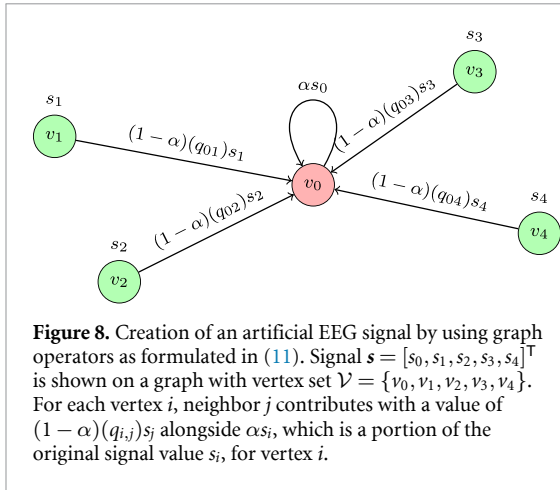 s₃
v₃
αs₀
s₁
v₁
(1−α)(q₀₃)s₃
(1−α)(q₀₁)s₁
v₀
(1−α)(q₀₄)s₄
s₄
v₄
(1−α)(q₀₂)s₂
s₂
v₂
Figure 8. Creation of an artificial EEG signal by using graph
operators as formulated in (11). Signal s = [s₀, s₁, s₂, s₃, s₄]ᵀ
is shown on a graph with vertex set 𝒱 = {v₀, v₁, v₂, v₃, v₄}.
For each vertex i, neighbor j contributes with a value of
(1 − α)(qᵢ,ⱼ)sⱼ alongside αsᵢ, which is a portion of the
original signal value sᵢ, for vertex i.